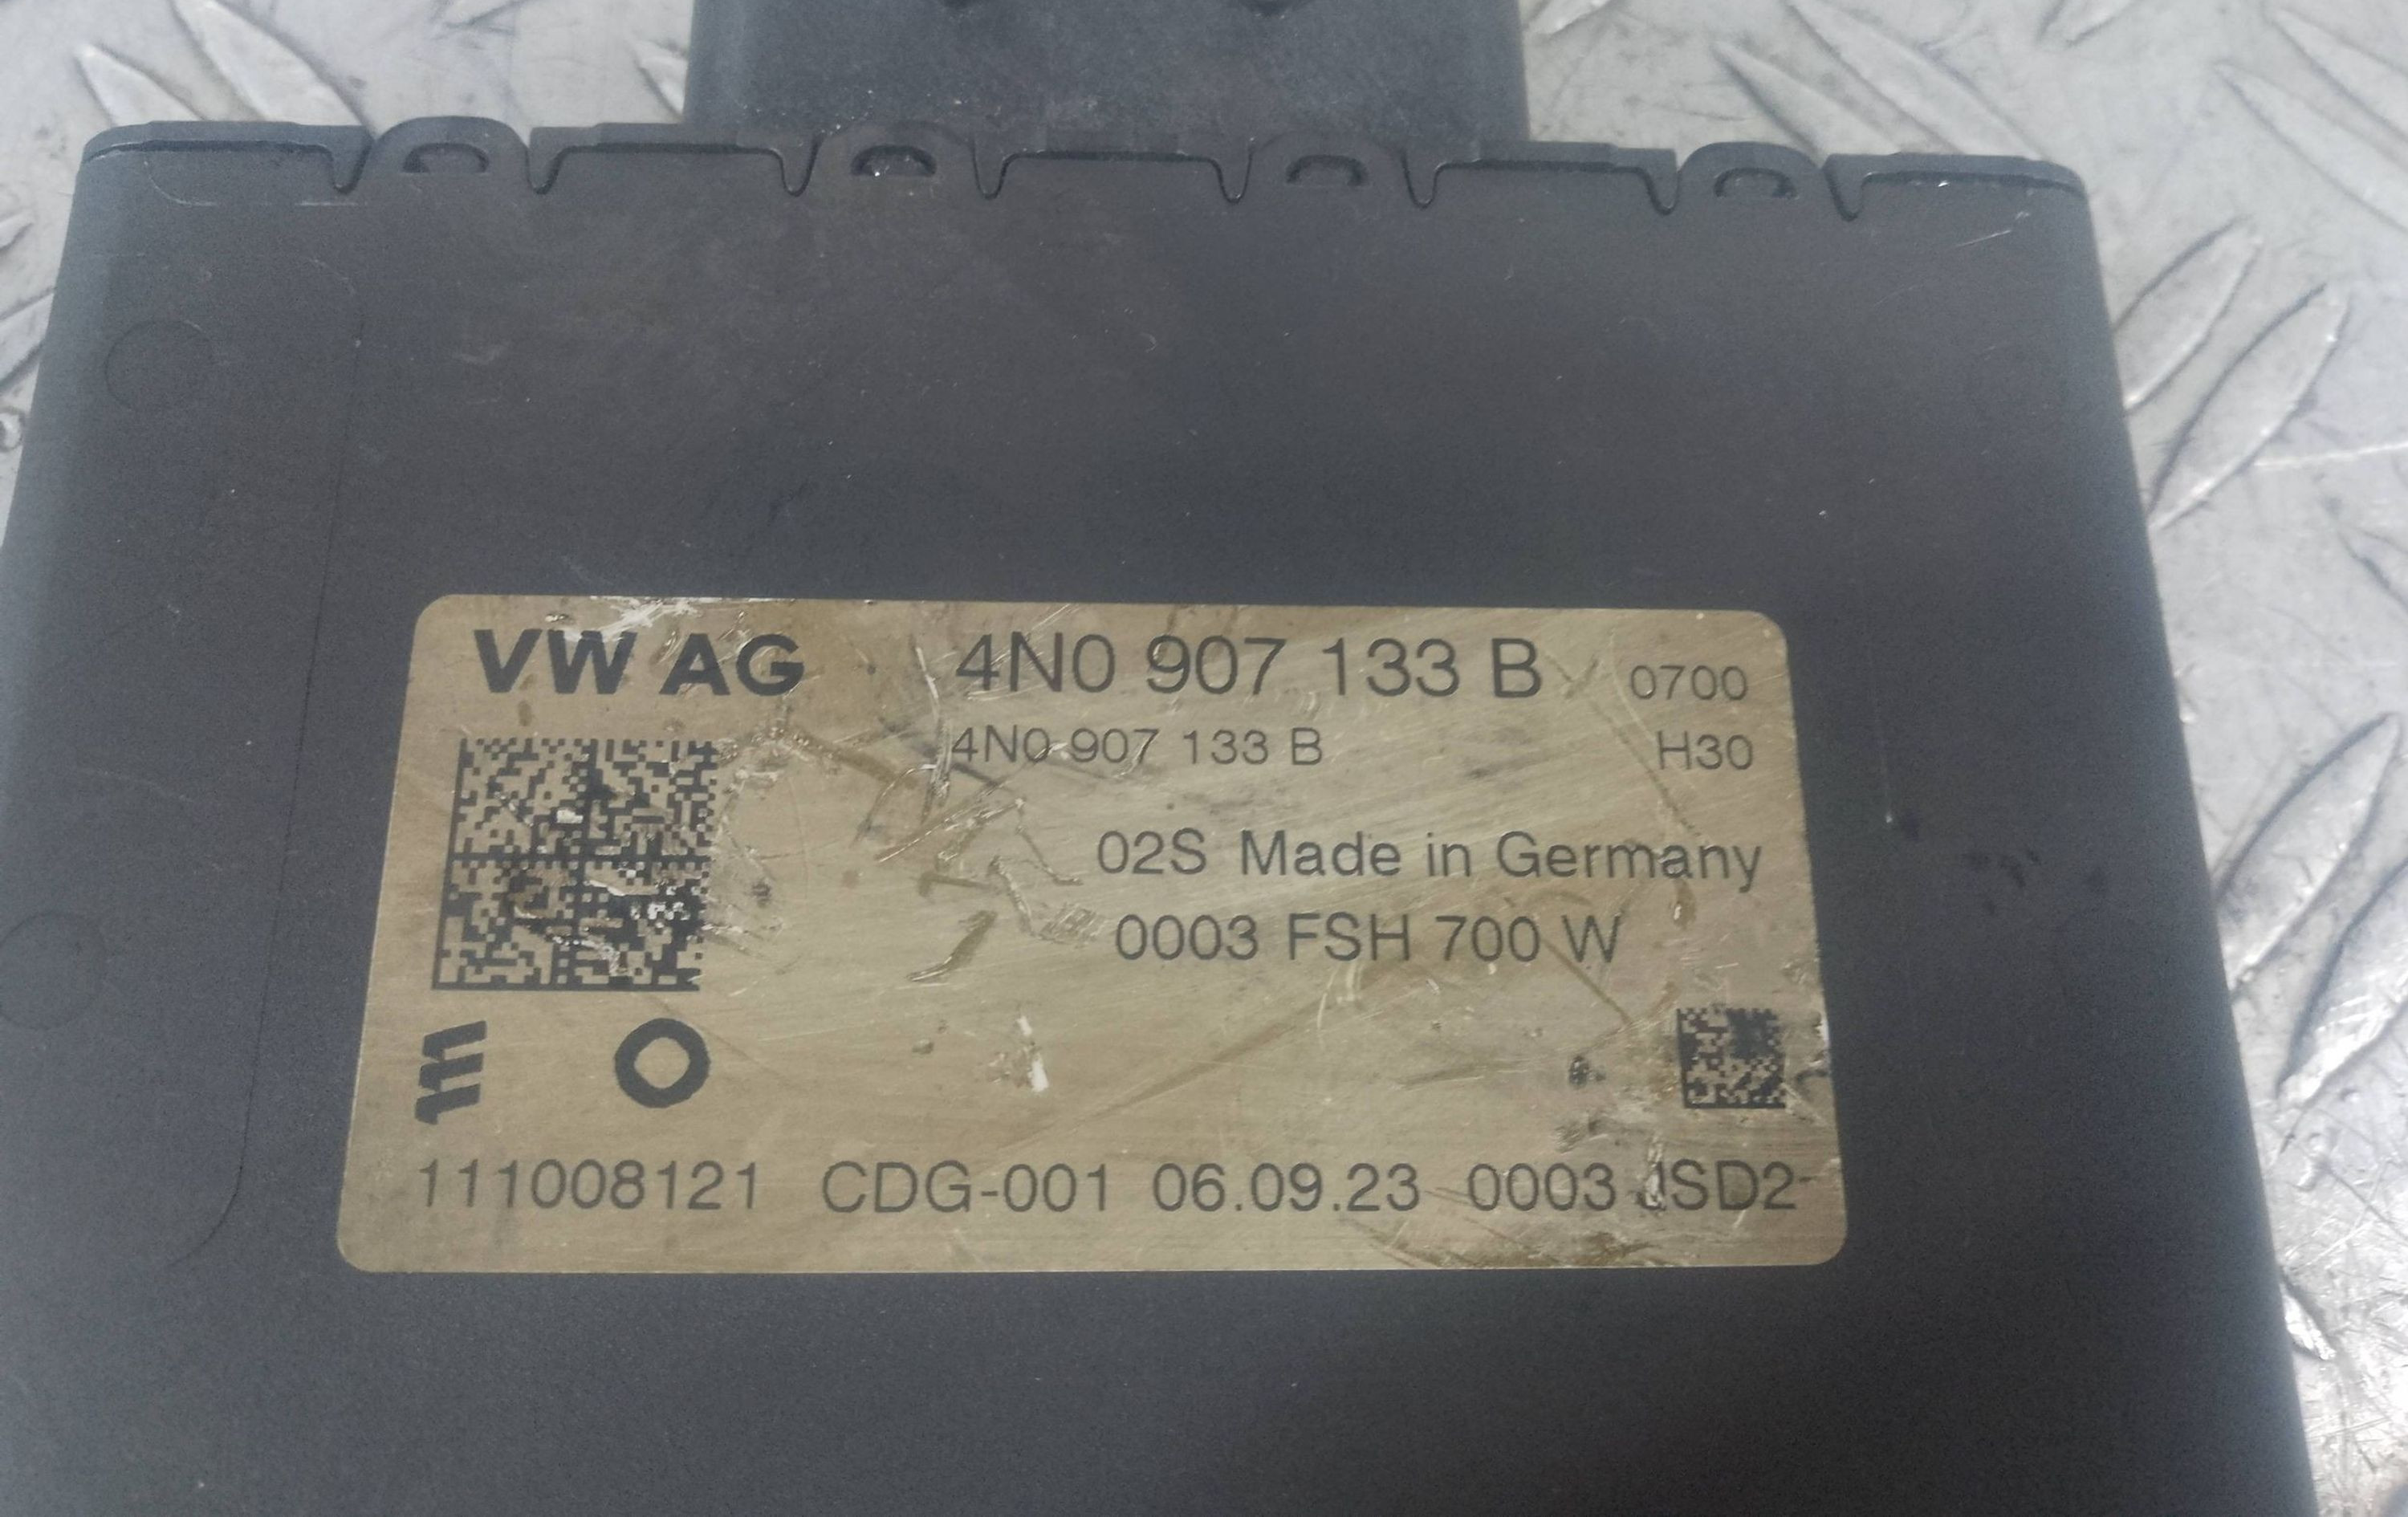 VW AG 4N0 907 133 B 0700
4N0 907 133 B H30
02S Made in Germany
0003 FSH 700 W
111008121 CDG-001 06.09.23 0003